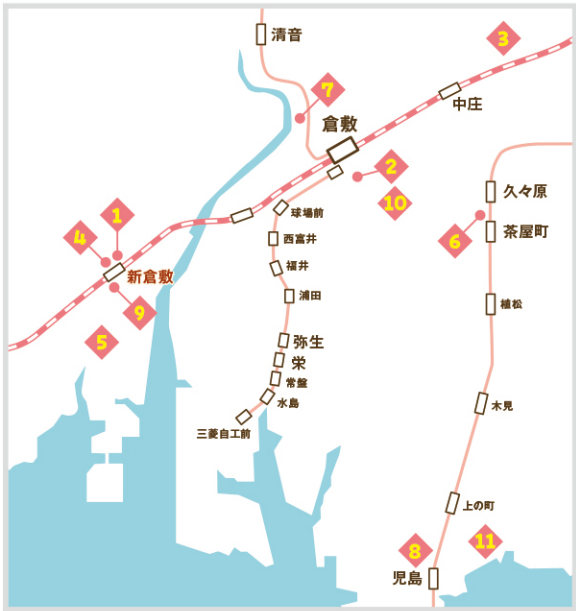 清音
3
7
中庄
倉敷
2
久々原
10
球場前
1
茶屋町
4
西富井
6
福井
新倉敷
浦田
植松
9
弥生
5
栄
常盤
水島
木見
三菱自工前
上の町
11
8
児島